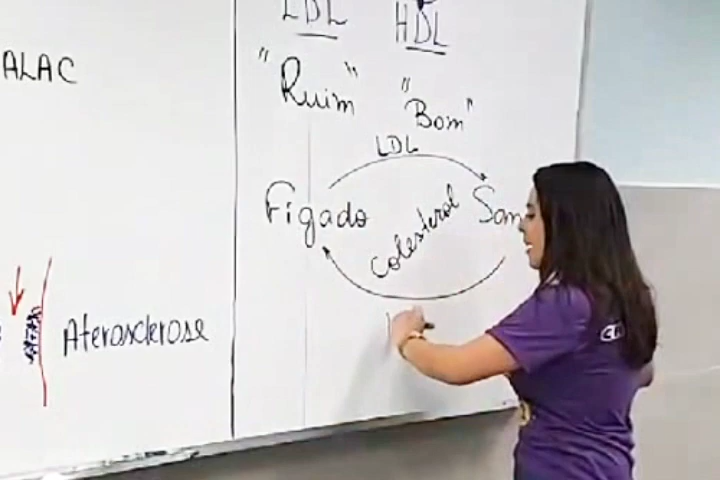 ALAC
Aterosclerose
LDL HDL
"Ruim" "Bom"
LDL
Fígado Colesterol San